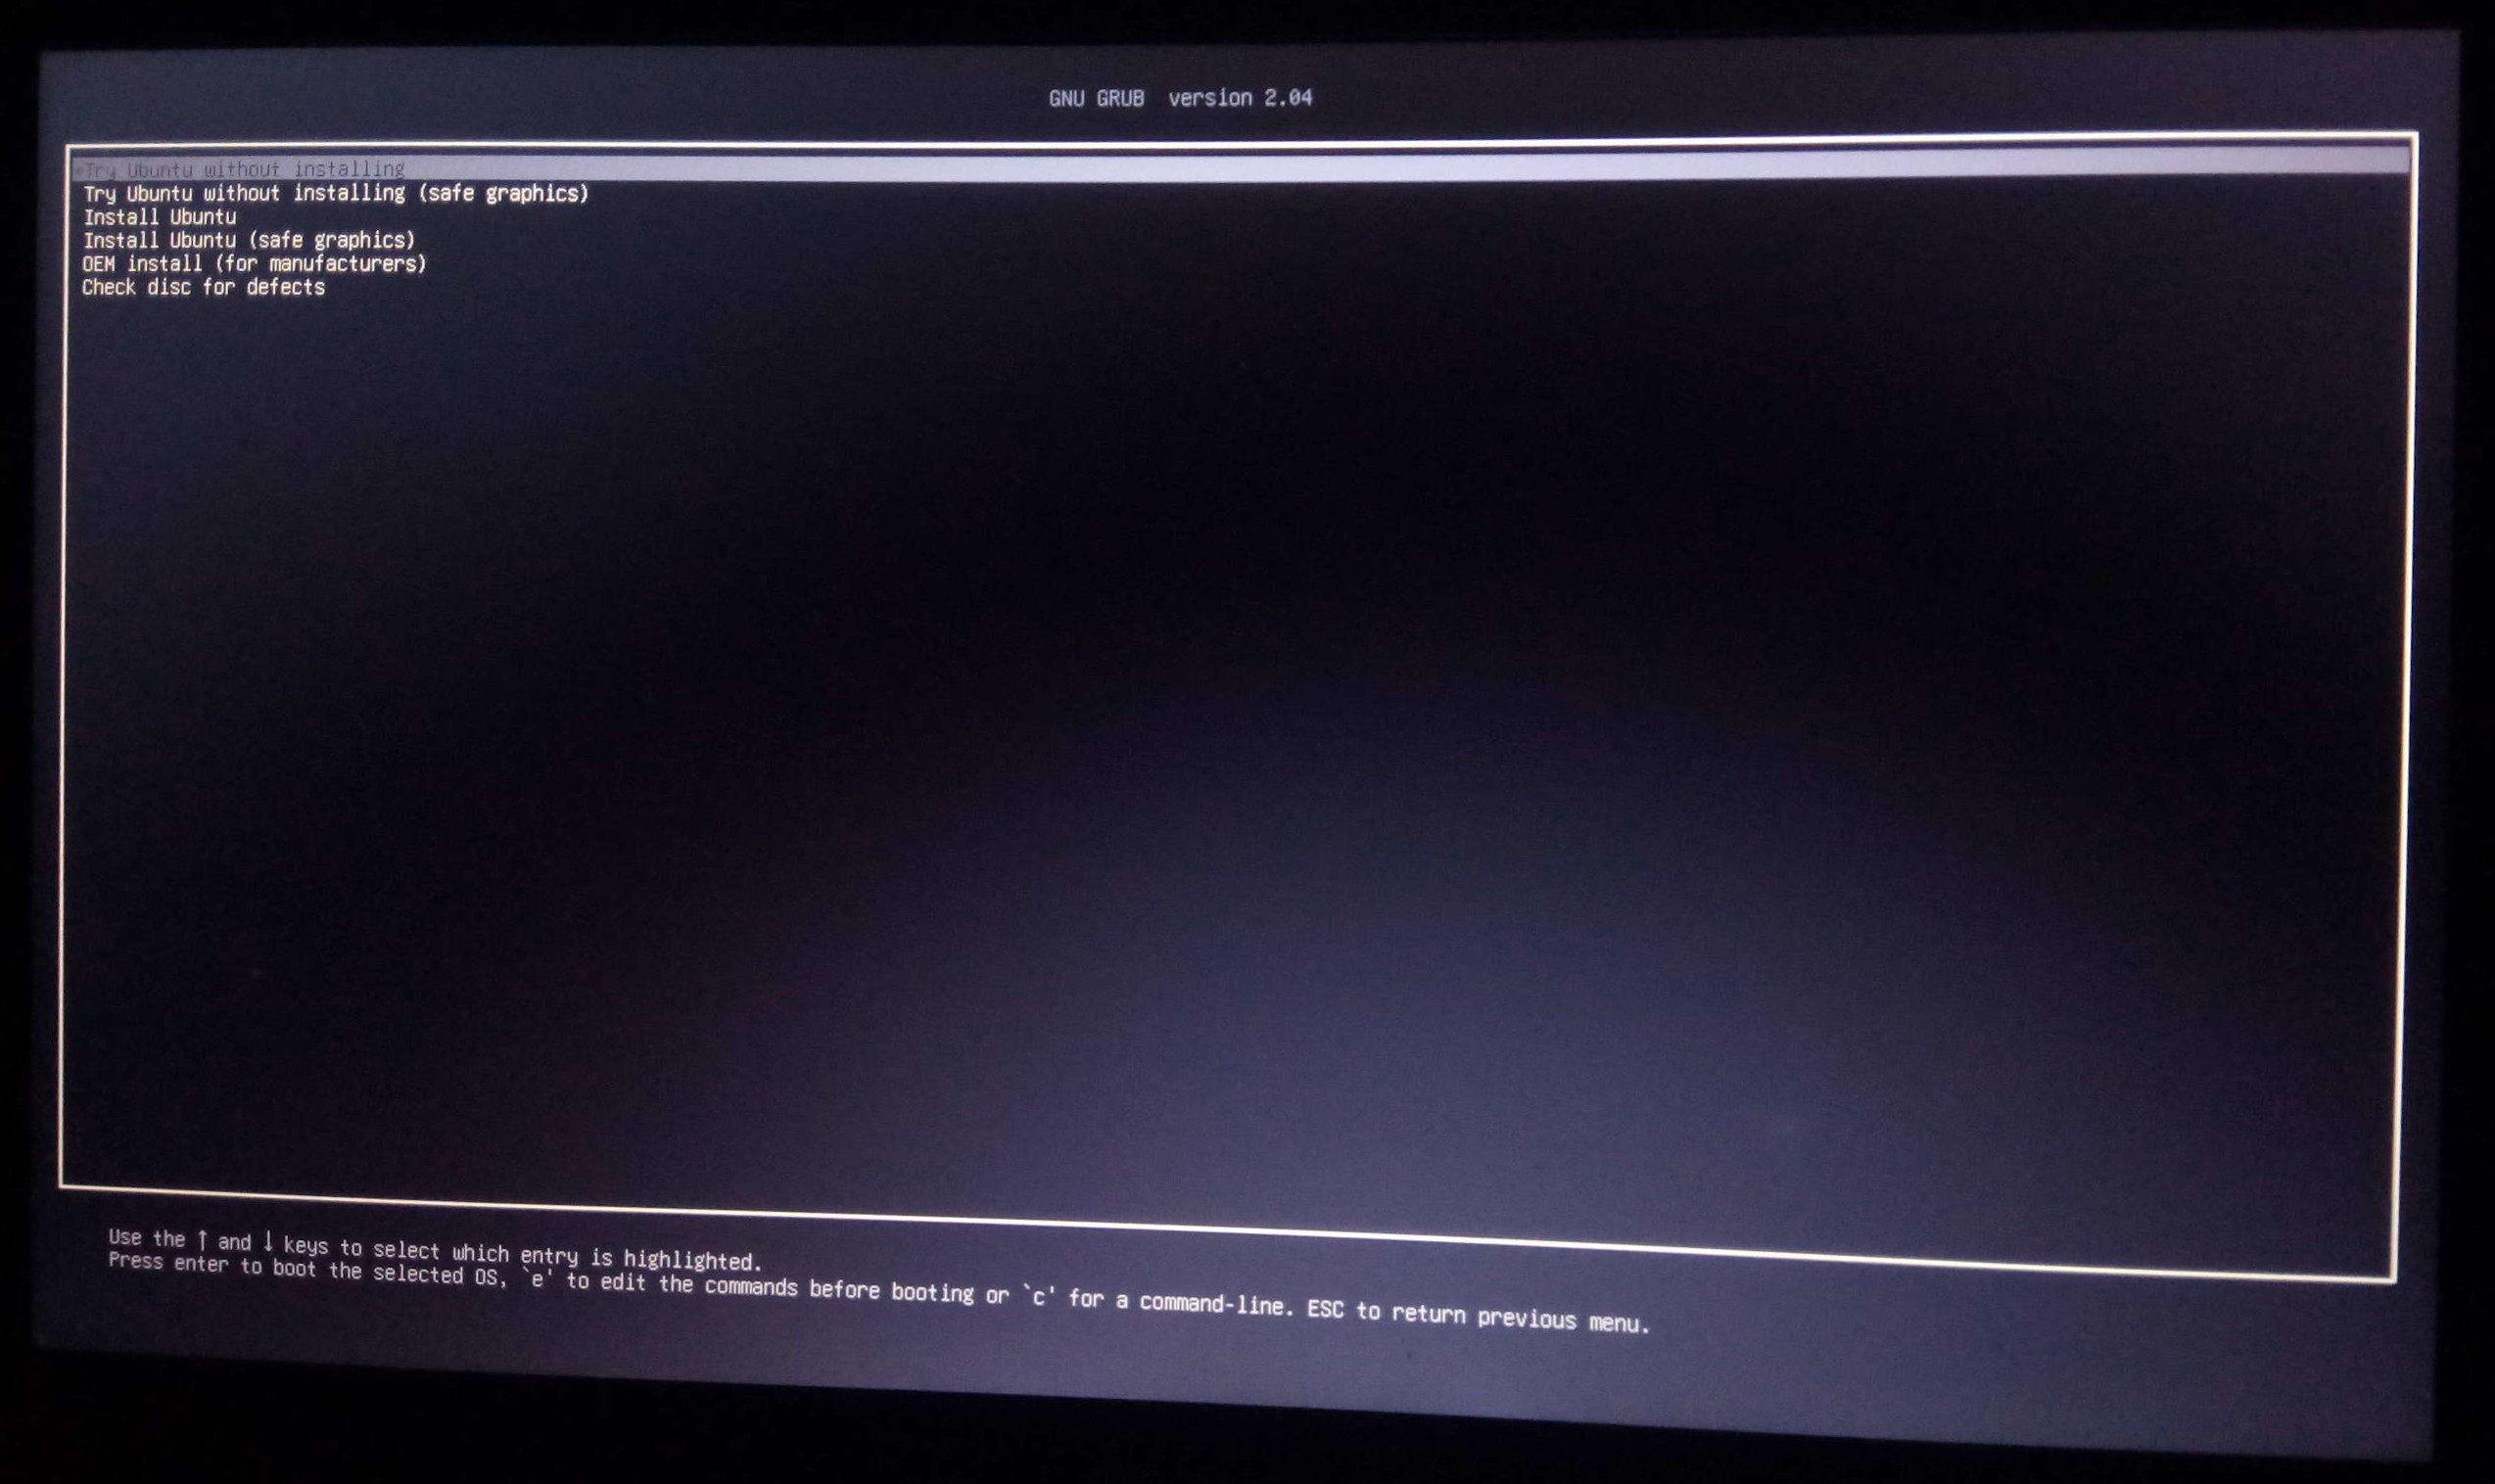 GNU GRUB  version 2.04
*Try Ubuntu without installing
Try Ubuntu without installing (safe graphics)
Install Ubuntu
Install Ubuntu (safe graphics)
OEM install (for manufacturers)
Check disc for defects
Use the ↑ and ↓ keys to select which entry is highlighted.
Press enter to boot the selected OS, `e' to edit the commands before booting or `c' for a command-line. ESC to return previous menu.